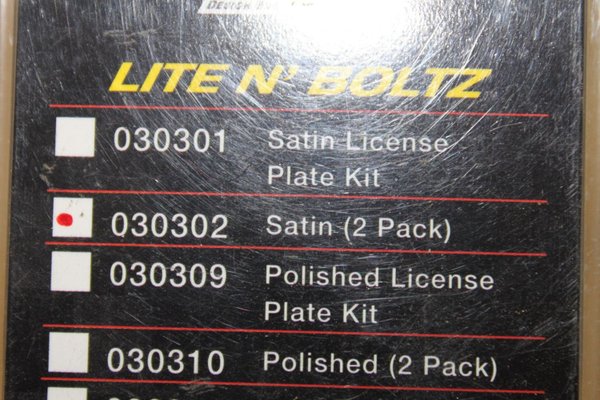 LITE N' BOLTZ
030301 Satin License
Plate Kit
030302 Satin (2 Pack)
030309 Polished License
Plate Kit
030310 Polished (2 Pack)